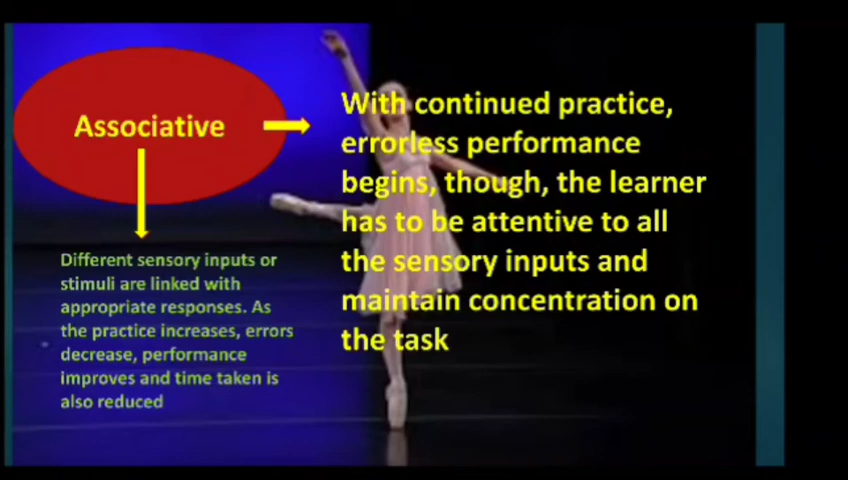 Associative
With continued practice,
errorless performance
begins, though, the learner
has to be attentive to all
the sensory inputs and
maintain concentration on
the task
Different sensory inputs or
stimuli are linked with
appropriate responses. As
the practice increases, errors
decrease, performance
improves and time taken is
also reduced